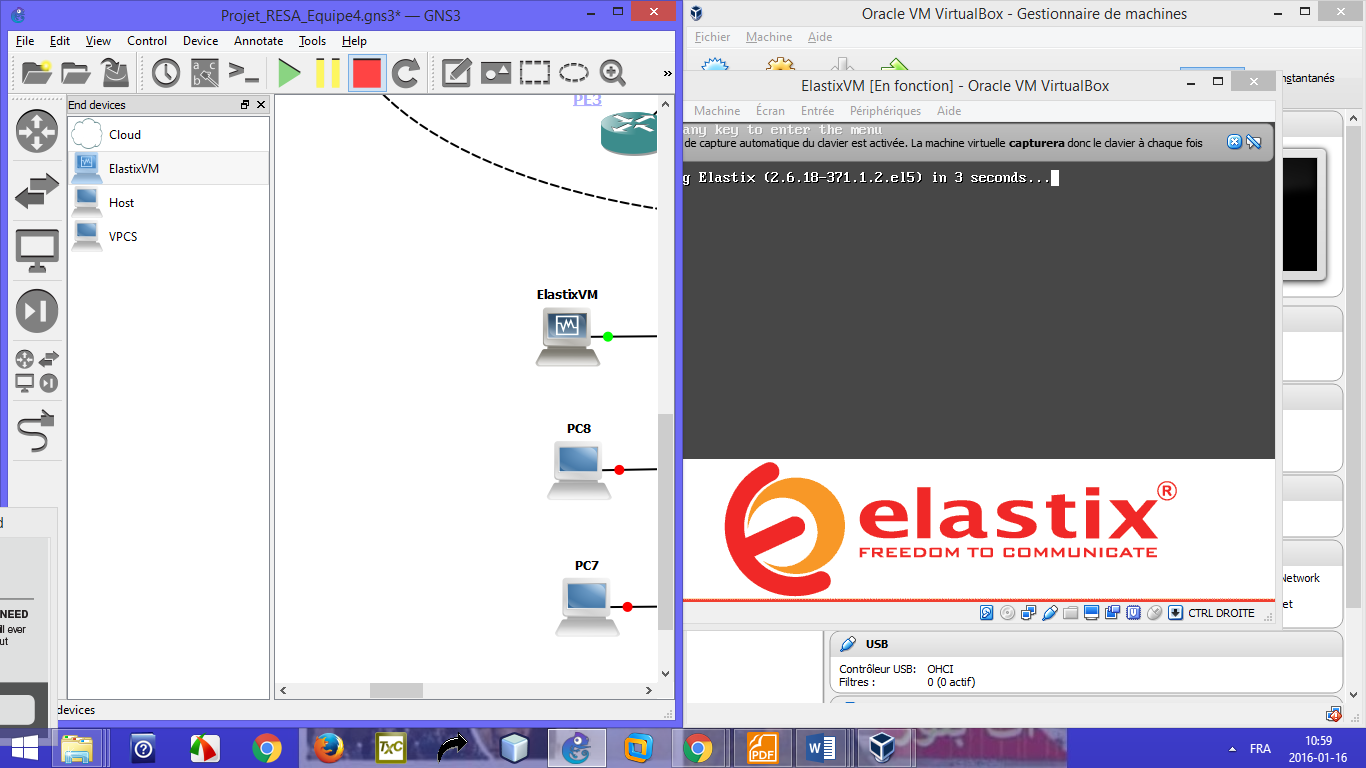 Projet_RESA_Equipe4.gns3* — GNS3
File Edit View Control Device Annotate Tools Help
»
End devices
Cloud
ElastixVM
Host
VPCS
PE3
ElastixVM
PC8
PC7
d
NEED
il ever
ut
devices
Oracle VM VirtualBox - Gestionnaire de machines
Fichier Machine Aide
nstantanés
ElastixVM [En fonction] - Oracle VM VirtualBox
Machine Écran Entrée Périphériques Aide
any key to enter the menu
de capture automatique du clavier est activée. La machine virtuelle capturera donc le clavier à chaque fois
g Elastix (2.6.18-371.1.2.el5) in 3 seconds...
elastix®
FREEDOM TO COMMUNICATE
CTRL DROITE
Network
et
USB
Contrôleur USB: OHCI
Filtres : 0 (0 actif)
TXC
PDF
FRA
10:59
2016-01-16